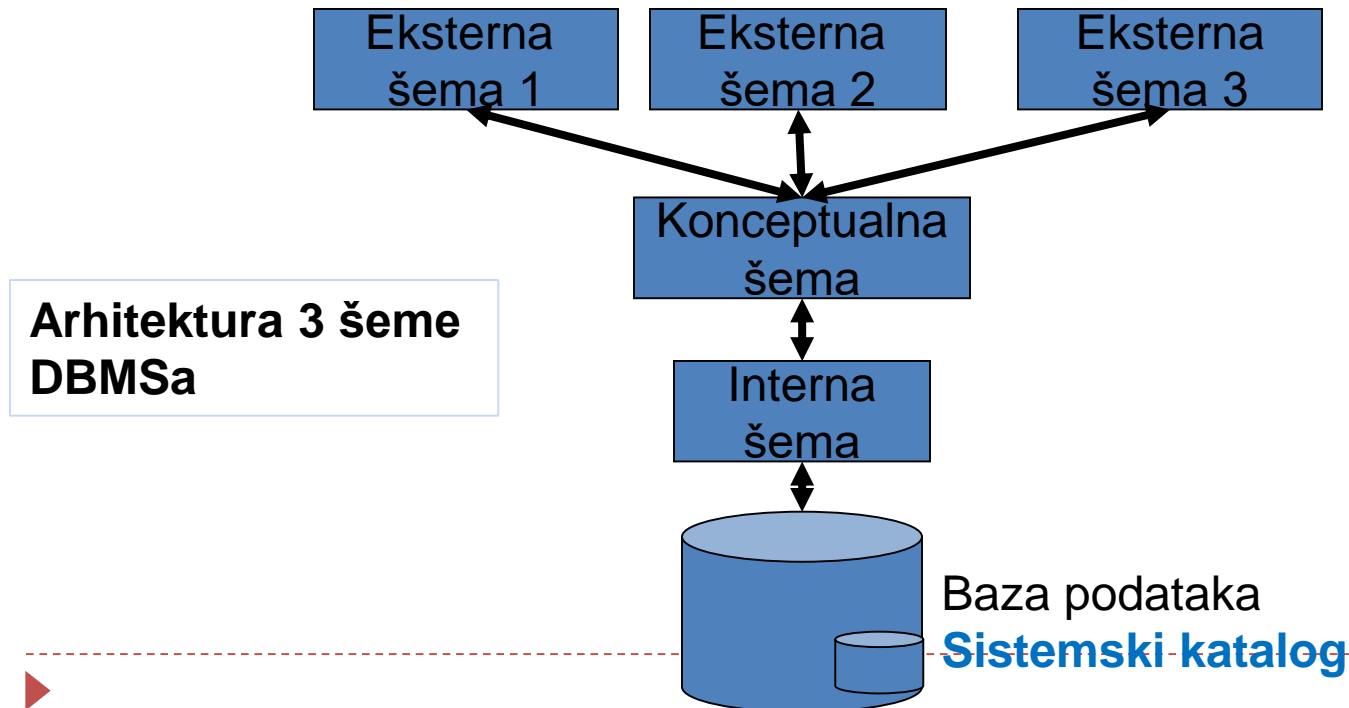 Eksterna
šema 1
Eksterna
šema 2
Eksterna
šema 3
Konceptualna
šema
Arhitektura 3 šeme
DBMSa
Interna
šema
Baza podataka
Sistemski katalog